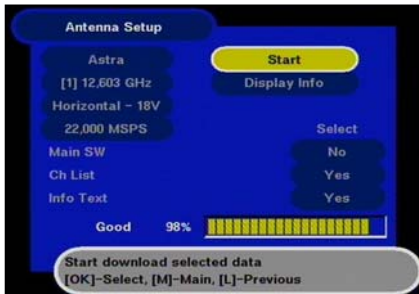 Antenna Setup
Astra
Start
[1] 12,603 GHz
Display Info
Horizontal - 18V
22,000 MSPS
Select
Main SW
No
Ch List
Yes
Info Text
Yes
Good 98%
Start download selected data
[OK]-Select, [M]-Main, [L]-Previous